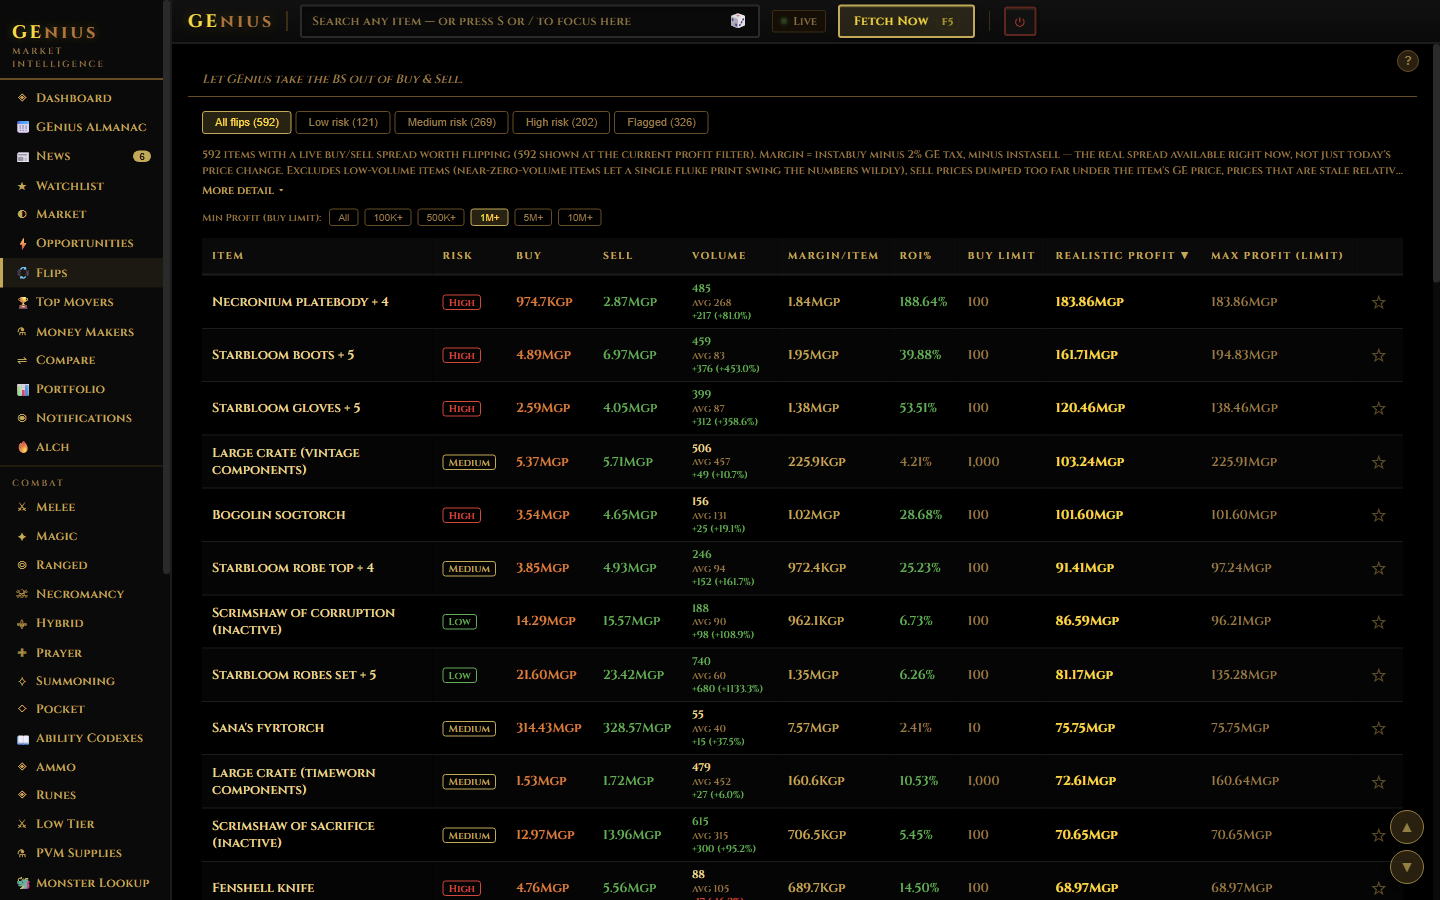 GENIUS
MARKET
INTELLIGENCE
DASHBOARD
GENIUS ALMANAC
NEWS 6
WATCHLIST
MARKET
OPPORTUNITIES
FLIPS
TOP MOVERS
MONEY MAKERS
COMPARE
PORTFOLIO
NOTIFICATIONS
ALCH
COMBAT
MELEE
MAGIC
RANGED
NECROMANCY
HYBRID
PRAYER
SUMMONING
POCKET
ABILITY CODEXES
AMMO
RUNES
LOW TIER
PVM SUPPLIES
MONSTER LOOKUP
GENIUS
SEARCH ANY ITEM — OR PRESS S OR / TO FOCUS HERE
LIVE
FETCH NOW F5
?
LET GENIUS TAKE THE BS OUT OF BUY & SELL.
All flips (592) Low risk (121) Medium risk (269) High risk (202) Flagged (326)
592 ITEMS WITH A LIVE BUY/SELL SPREAD WORTH FLIPPING (592 SHOWN AT THE CURRENT PROFIT FILTER). MARGIN = INSTABUY MINUS 2% GE TAX, MINUS INSTASELL — THE REAL SPREAD AVAILABLE RIGHT NOW, NOT JUST TODAY'S
PRICE CHANGE. EXCLUDES LOW-VOLUME ITEMS (NEAR-ZERO-VOLUME ITEMS LET A SINGLE FLUKE PRINT SWING THE NUMBERS WILDLY), SELL PRICES DUMPED TOO FAR UNDER THE ITEM'S GE PRICE, PRICES THAT ARE STALE RELATIV...
MORE DETAIL
MIN PROFIT (BUY LIMIT): All 100K+ 500K+ 1M+ 5M+ 10M+
ITEM RISK BUY SELL VOLUME MARGIN/ITEM ROI% BUY LIMIT REALISTIC PROFIT ▼ MAX PROFIT (LIMIT)
485
NECRONIUM PLATEBODY + 4 HIGH 974.7KGP 2.87MGP AVG 268 1.84MGP 188.64% 100 183.86MGP 183.86MGP
+217 (+81.0%)
459
STARBLOOM BOOTS + 5 HIGH 4.89MGP 6.97MGP AVG 83 1.95MGP 39.88% 100 161.71MGP 194.83MGP
+376 (+453.0%)
399
STARBLOOM GLOVES + 5 HIGH 2.59MGP 4.05MGP AVG 87 1.38MGP 53.51% 100 120.46MGP 138.46MGP
+312 (+358.6%)
506
LARGE CRATE (VINTAGE
COMPONENTS) MEDIUM 5.37MGP 5.71MGP AVG 457 225.9KGP 4.21% 1,000 103.24MGP 225.91MGP
+49 (+10.7%)
156
BOGOLIN SOGTORCH HIGH 3.54MGP 4.65MGP AVG 131 1.02MGP 28.68% 100 101.60MGP 101.60MGP
+25 (+19.1%)
246
STARBLOOM ROBE TOP + 4 MEDIUM 3.85MGP 4.93MGP AVG 94 972.4KGP 25.23% 100 91.41MGP 97.24MGP
+152 (+161.7%)
188
SCRIMSHAW OF CORRUPTION
(INACTIVE) LOW 14.29MGP 15.57MGP AVG 90 962.1KGP 6.73% 100 86.59MGP 96.21MGP
+98 (+108.9%)
740
STARBLOOM ROBES SET + 5 LOW 21.60MGP 23.42MGP AVG 60 1.35MGP 6.26% 100 81.17MGP 135.28MGP
+680 (+1133.3%)
55
SANA'S FYRTORCH MEDIUM 314.43MGP 328.57MGP AVG 40 7.57MGP 2.41% 10 75.75MGP 75.75MGP
+15 (+37.5%)
479
LARGE CRATE (TIMEWORN
COMPONENTS) MEDIUM 1.53MGP 1.72MGP AVG 452 160.6KGP 10.53% 1,000 72.61MGP 160.64MGP
+27 (+6.0%)
615
SCRIMSHAW OF SACRIFICE
(INACTIVE) MEDIUM 12.97MGP 13.96MGP AVG 315 706.5KGP 5.45% 100 70.65MGP 70.65MGP
+300 (+95.2%)
88
FENSHELL KNIFE HIGH 4.76MGP 5.56MGP AVG 105 689.7KGP 14.50% 100 68.97MGP 68.97MGP